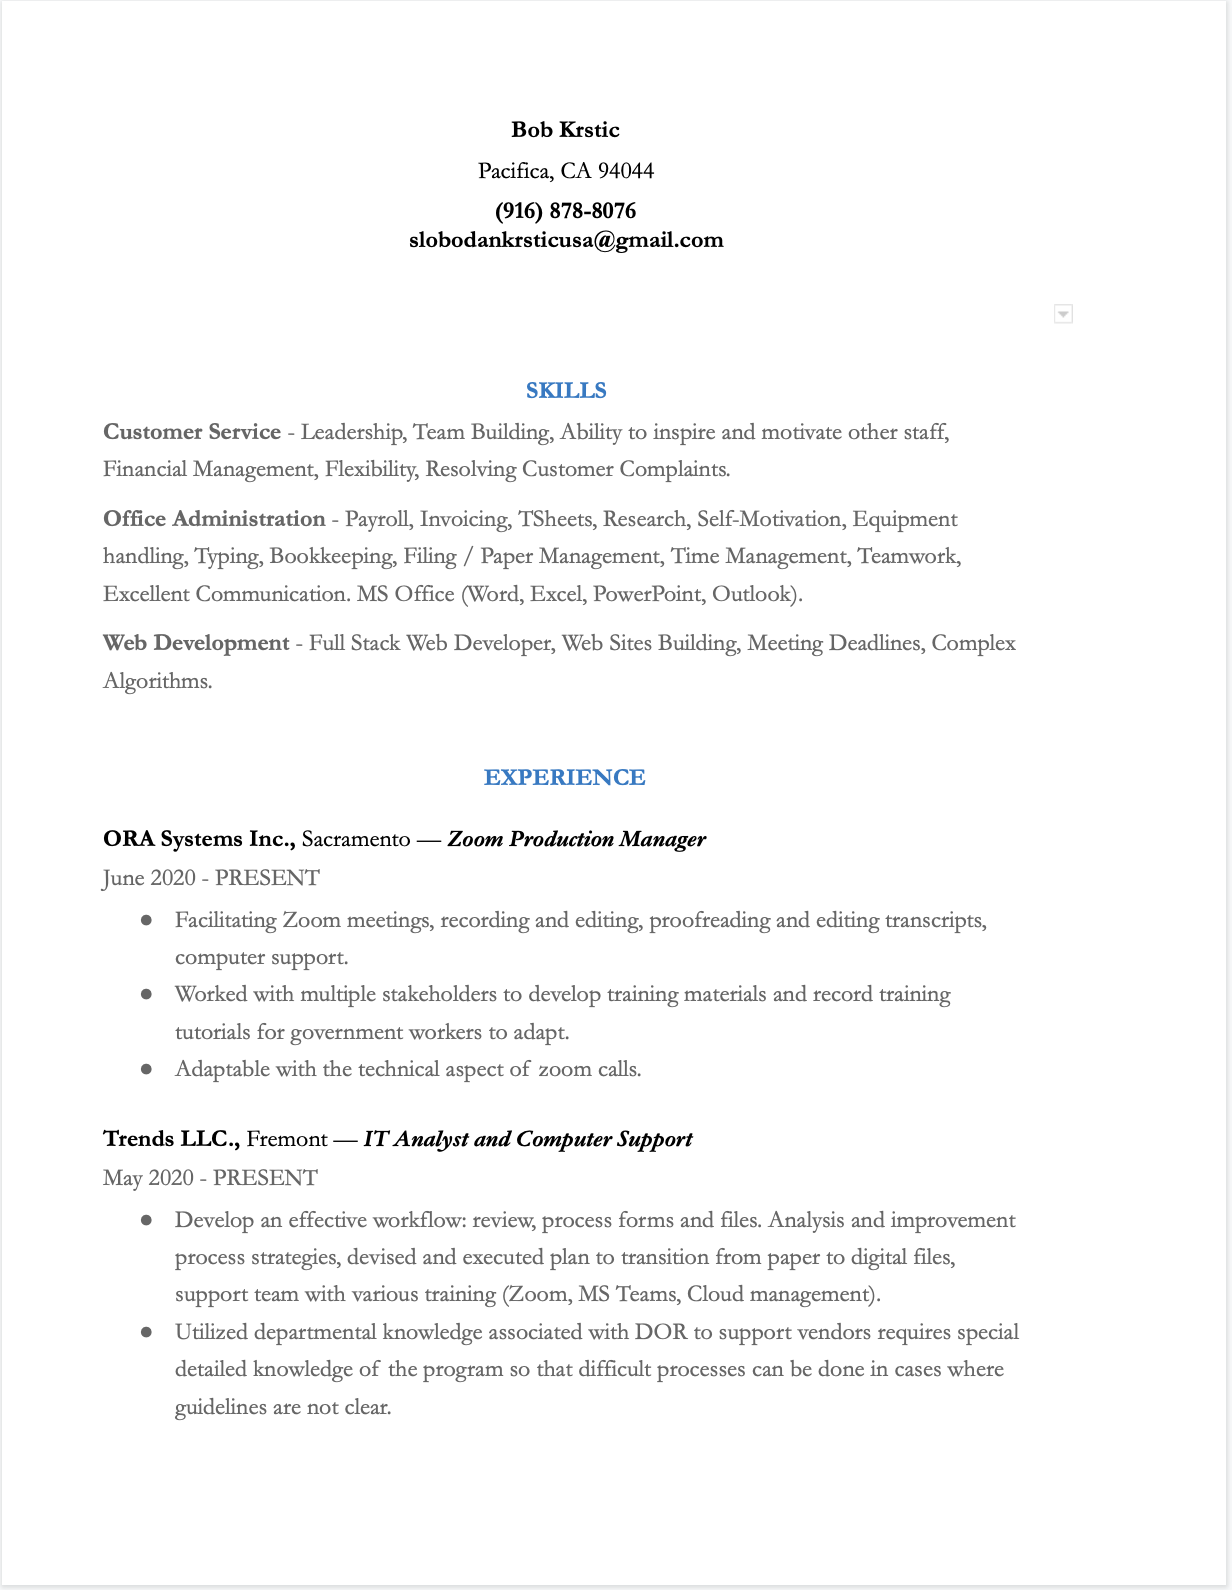 Bob Krstic
Pacifica, CA 94044
(916) 878-8076
slobodankrsticusa@gmail.com
SKILLS
Customer Service - Leadership, Team Building, Ability to inspire and motivate other staff,
Financial Management, Flexibility, Resolving Customer Complaints.
Office Administration - Payroll, Invoicing, TSheets, Research, Self-Motivation, Equipment
handling, Typing, Bookkeeping, Filing / Paper Management, Time Management, Teamwork,
Excellent Communication. MS Office (Word, Excel, PowerPoint, Outlook).
Web Development - Full Stack Web Developer, Web Sites Building, Meeting Deadlines, Complex
Algorithms.
EXPERIENCE
ORA Systems Inc., Sacramento — Zoom Production Manager
June 2020 - PRESENT
● Facilitating Zoom meetings, recording and editing, proofreading and editing transcripts,
computer support.
● Worked with multiple stakeholders to develop training materials and record training
tutorials for government workers to adapt.
● Adaptable with the technical aspect of zoom calls.
Trends LLC., Fremont — IT Analyst and Computer Support
May 2020 - PRESENT
● Develop an effective workflow: review, process forms and files. Analysis and improvement
process strategies, devised and executed plan to transition from paper to digital files,
support team with various training (Zoom, MS Teams, Cloud management).
● Utilized departmental knowledge associated with DOR to support vendors requires special
detailed knowledge of the program so that difficult processes can be done in cases where
guidelines are not clear.